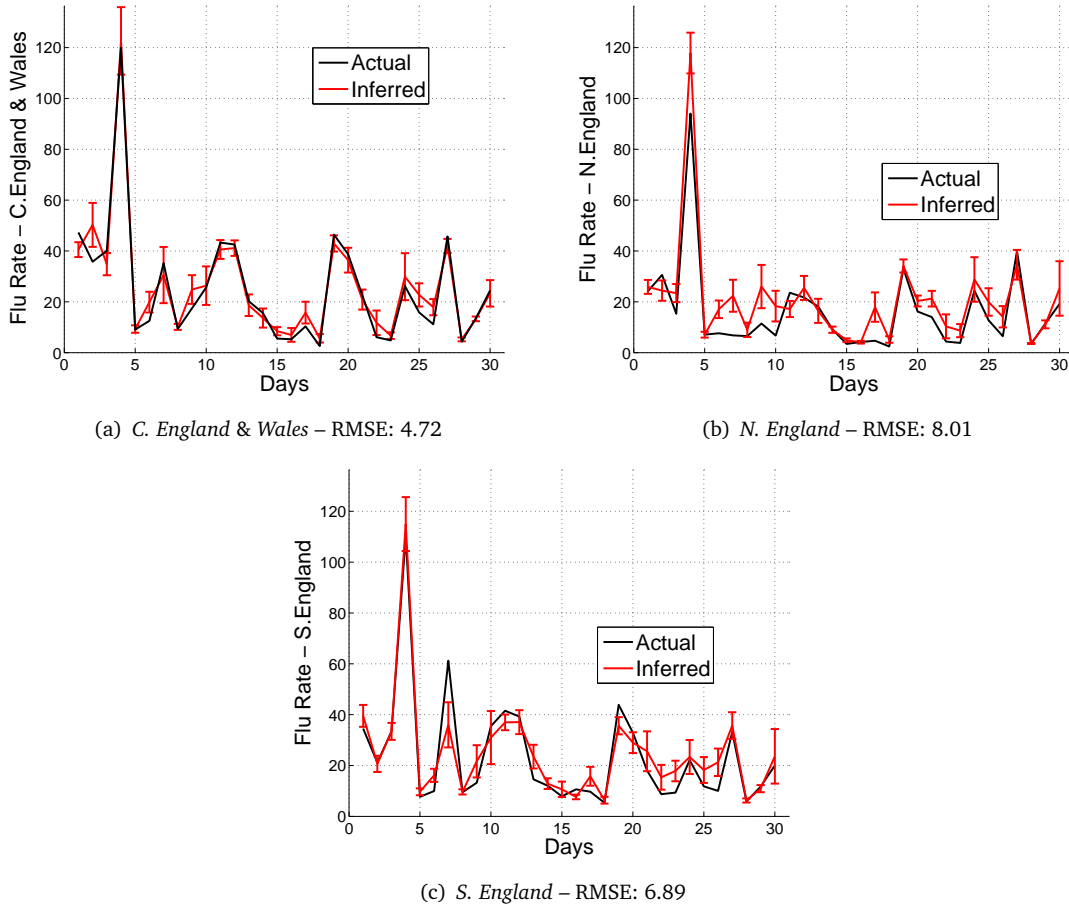 Flu Rate – C.England & Wales
120
100
80
60
40
20
0
0 5 10 15 20 25 30
Days
Actual
Inferred
(a) C. England & Wales – RMSE: 4.72
Flu Rate – N.England
120
100
80
60
40
20
0
0 5 10 15 20 25 30
Days
Actual
Inferred
(b) N. England – RMSE: 8.01
Flu Rate – S.England
120
100
80
60
40
20
0
0 5 10 15 20 25 30
Days
Actual
Inferred
(c) S. England – RMSE: 6.89